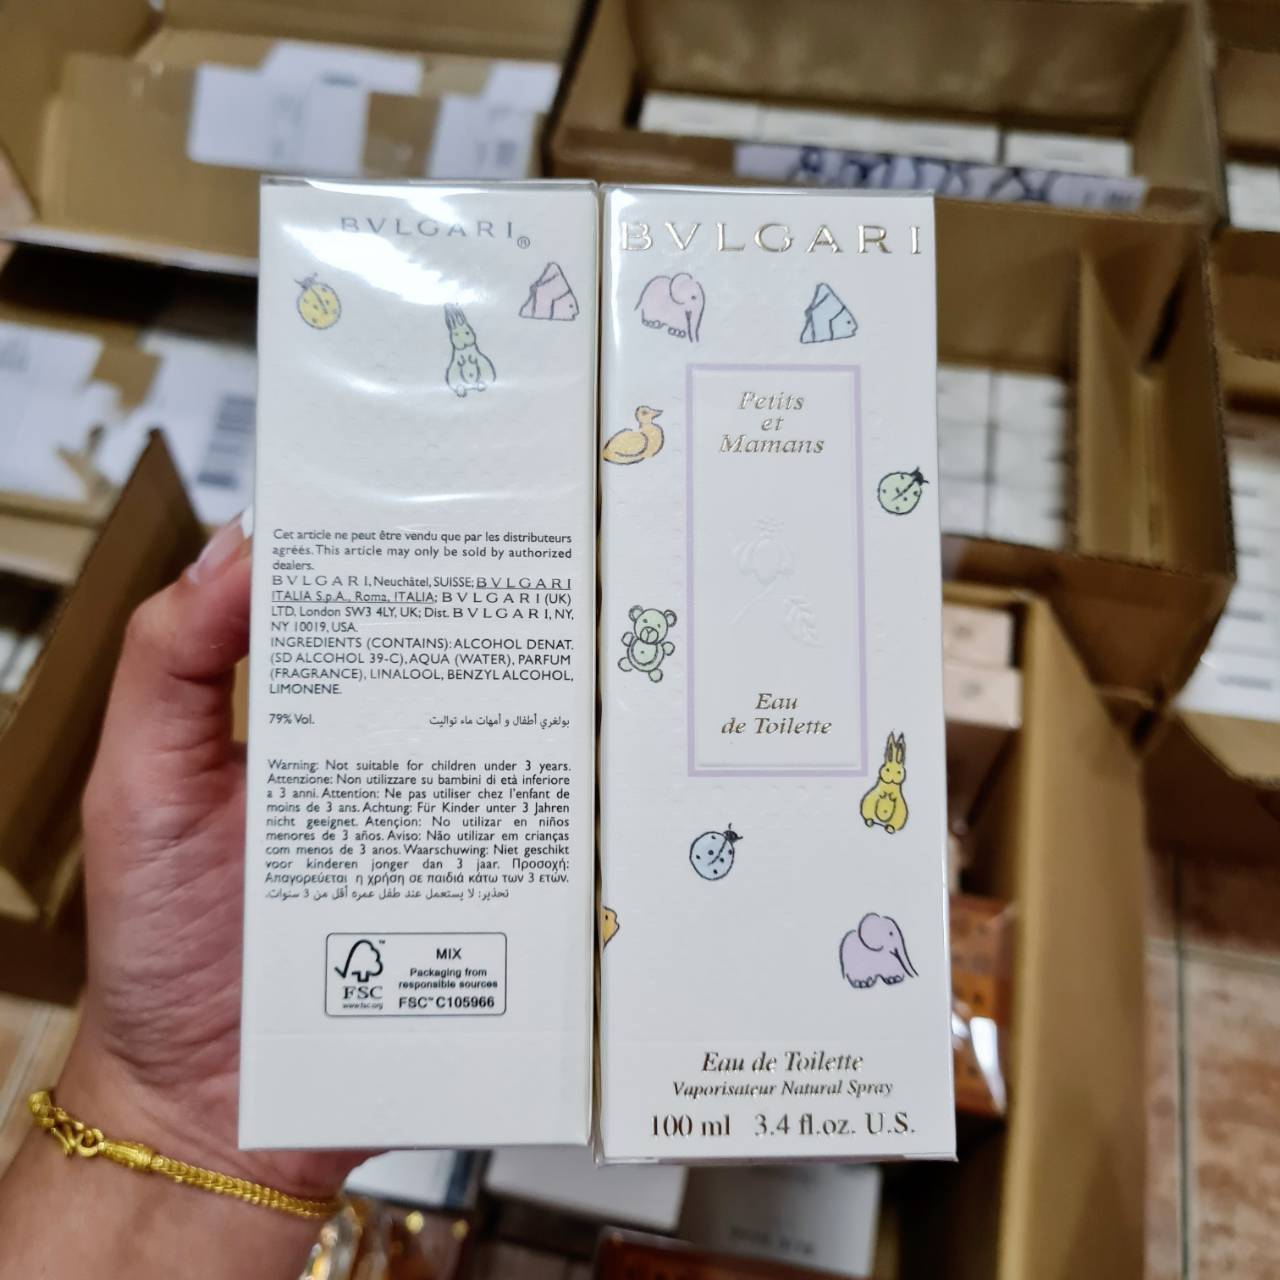 BVLGARI®
Cet article ne peut être vendu que par les distributeurs
agréés. This article may only be sold by authorized
dealers.
BVLGARI, Neuchâtel, SUISSE; BVLGARI
ITALIA S.p.A., Roma, ITALIA; BVLGARI (UK)
LTD, London SW3 4LY, UK; Dist. BVLGARI, NY,
NY 10019, USA.
INGREDIENTS (CONTAINS): ALCOHOL DENAT.
(SD ALCOHOL 39-C), AQUA (WATER), PARFUM
(FRAGRANCE), LINALOOL, BENZYL ALCOHOL,
LIMONENE.
79% Vol. بولغري أطفال و أمهات ماء تواليت
Warning: Not suitable for children under 3 years.
Attenzione: Non utilizzare su bambini di età inferiore
a 3 anni. Attention: Ne pas utiliser chez l'enfant de
moins de 3 ans. Achtung: Für Kinder unter 3 Jahren
nicht geeignet. Atençion: No utilizar en niños
menores de 3 años. Aviso: Não utilizar em crianças
com menos de 3 anos. Waarschuwing: Niet geschikt
voor kinderen jonger dan 3 jaar. Προσοχή:
Απαγορεύεται η χρήση σε παιδιά κάτω των 3 ετών.
تحذير: لا يستعمل عند طفل عمره أقل من 3 سنوات.
FSC™
www.fsc.org
MIX
Packaging from
responsible sources
FSC™ C105966
BVLGARI
Petits
et
Mamans
Eau
de Toilette
Eau de Toilette
Vaporisateur Natural Spray
100 ml 3.4 fl.oz. U.S.